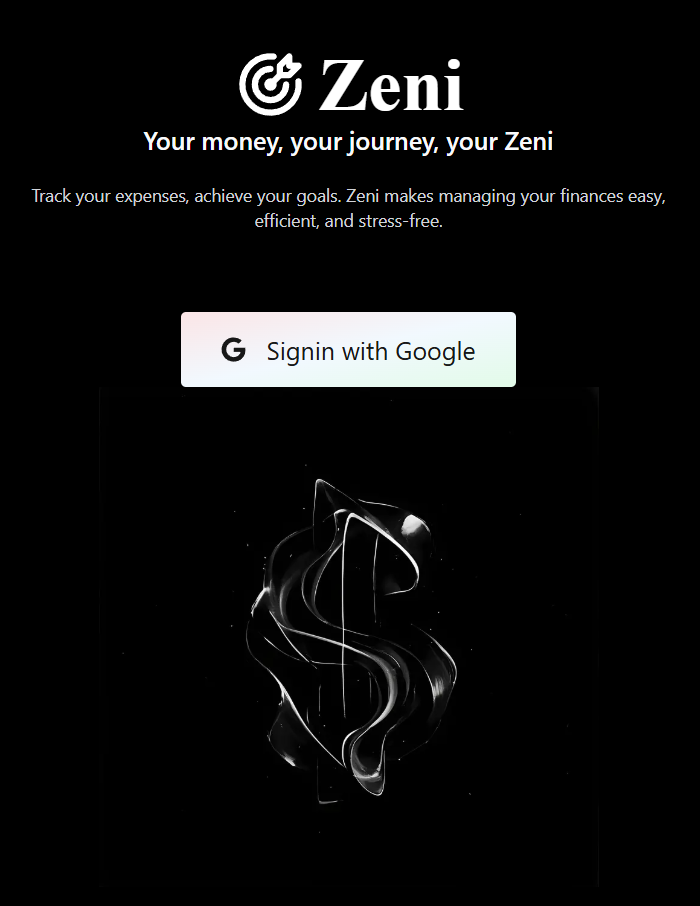 Zeni
Your money, your journey, your Zeni
Track your expenses, achieve your goals. Zeni makes managing your finances easy,
efficient, and stress-free.
Signin with Google